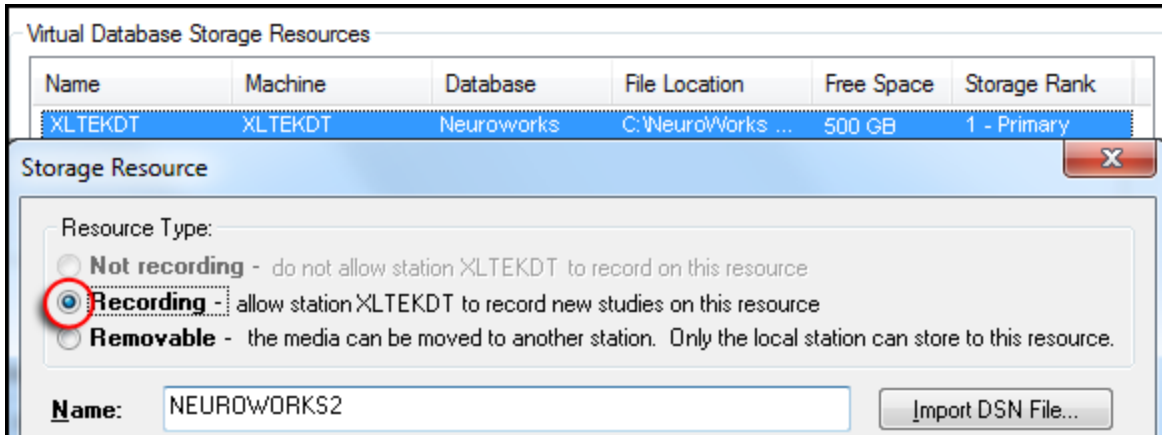 Virtual Database Storage Resources
Name Machine Database File Location Free Space Storage Rank
XLTEKDT XLTEKDT Neuroworks C:\NeuroWorks ... 500 GB 1 - Primary
Storage Resource
Resource Type:
Not recording - do not allow station XLTEKDT to record on this resource
Recording - allow station XLTEKDT to record new studies on this resource
Removable - the media can be moved to another station. Only the local station can store to this resource.
Name: NEUROWORKS2 Import DSN File...